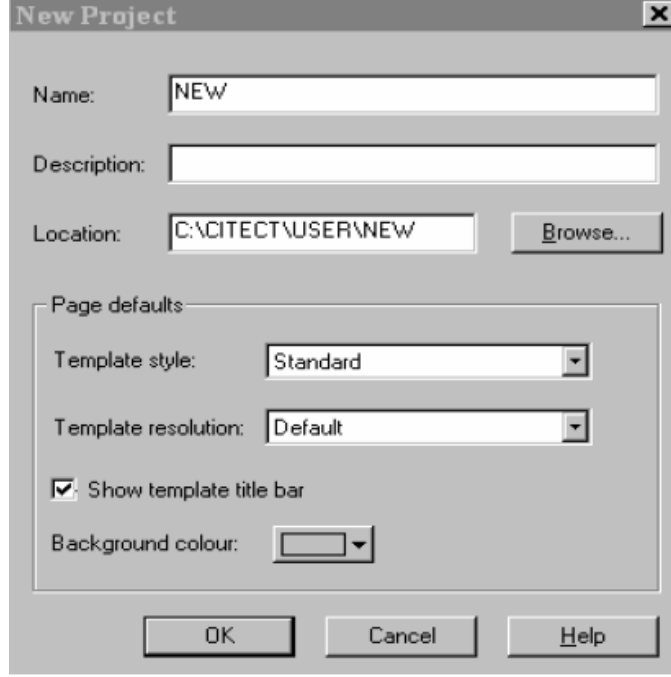 New Project
Name: NEW
Description:
Location: C:\CITECT\USER\NEW Browse...
Page defaults
Template style: Standard
Template resolution: Default
Show template title bar
Background colour:
OK Cancel Help